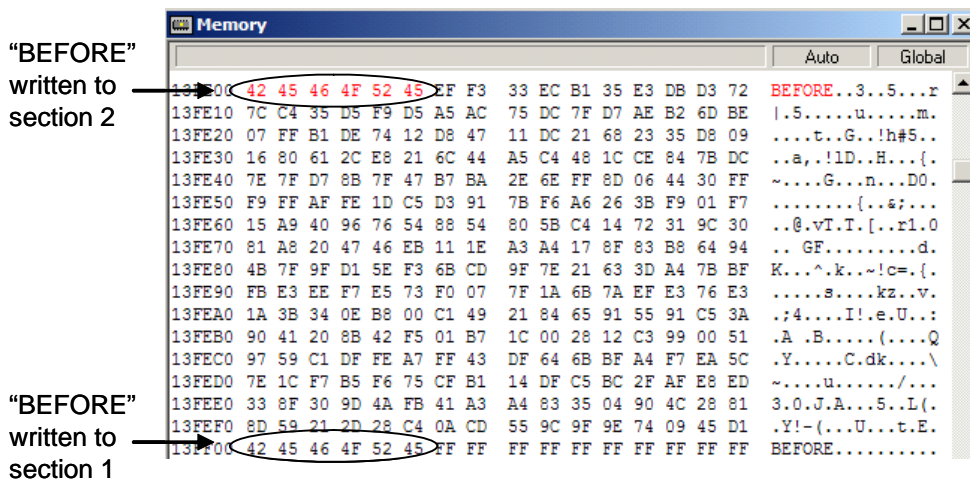 Memory
Auto Global
“BEFORE”
written to
section 2
13FE00 42 45 46 4F 52 45 EF F3 33 EC B1 35 E3 DB D3 72 BEFORE..3..5...r
13FE10 7C C4 35 D5 F9 D5 A5 AC 75 DC 7F D7 AE B2 6D BE |.5.....u.....m.
13FE20 07 FF B1 DE 74 12 D8 47 11 DC 21 68 23 35 D8 09 ....t..G..!h#5..
13FE30 16 80 61 2C E8 21 6C 44 A5 C4 48 1C CE 84 7B DC ..a,.!lD..H...{.
13FE40 7E 7F D7 8B 7F 47 B7 BA 2E 6E FF 8D 06 44 30 FF ~....G...n...D0.
13FE50 F9 FF AF FE 1D C5 D3 91 7B F6 A6 26 3B F9 01 F7 ........{..&;...
13FE60 15 A9 40 96 76 54 88 54 80 5B C4 14 72 31 9C 30 ..@.vT.T.[..r1.0
13FE70 81 A8 20 47 46 EB 11 1E A3 A4 17 8F 83 B8 64 94 .. GF.........d.
13FE80 4B 7F 9F D1 5E F3 6B CD 9F 7E 21 63 3D A4 7B BF K...^.k..~!c=.{.
13FE90 FB E3 EE F7 E5 73 F0 07 7F 1A 6B 7A EF E3 76 E3 .....s....kz..v.
13FEA0 1A 3B 34 0E B8 00 C1 49 21 84 65 91 55 91 C5 3A .;4....I!.e.U..:
13FEB0 90 41 20 8B 42 F5 01 B7 1C 00 28 12 C3 99 00 51 .A .B.....(....Q
13FEC0 97 59 C1 DF FE A7 FF 43 DF 64 6B BF A4 F7 EA 5C .Y.....C.dk....\
13FED0 7E 1C F7 B5 F6 75 CF B1 14 DF C5 BC 2F AF E8 ED ~....u....../...
13FEE0 33 8F 30 9D 4A FB 41 A3 A4 83 35 04 90 4C 28 81 3.0.J.A...5..L(.
13FEF0 8D 59 21 2D 28 C4 0A CD 55 9C 9F 9E 74 09 45 D1 .Y!-(...U...t.E.
13FF00 42 45 46 4F 52 45 FF FF FF FF FF FF FF FF FF FF BEFORE..........
“BEFORE”
written to
section 1